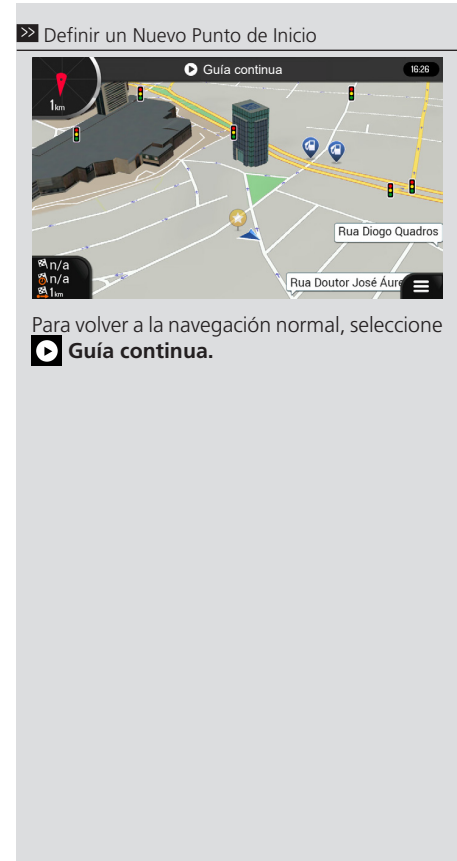 >> Definir un Nuevo Punto de Inicio
Guía continua
16:26
1km
Rua Diogo Quadros
n/a
n/a
1km
Rua Doutor José Áure
Para volver a la navegación normal, seleccione
Guía continua.